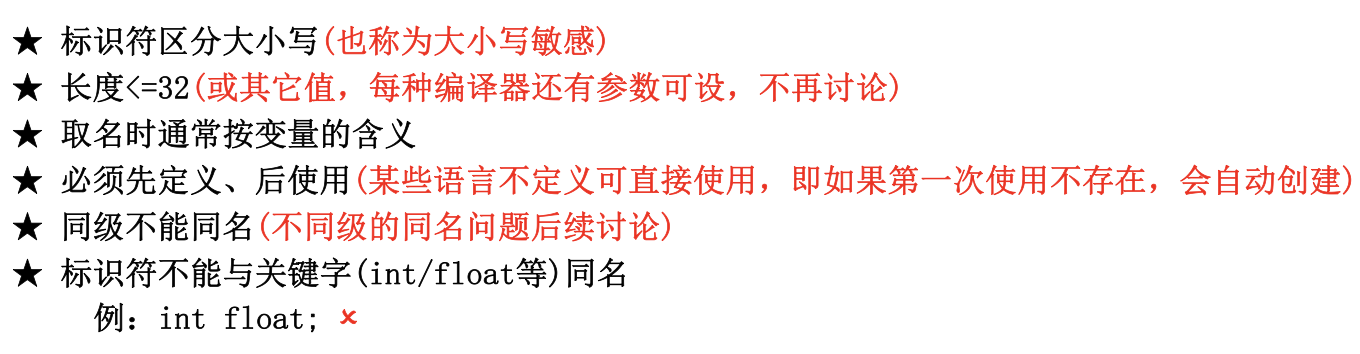 ★ 标识符区分大小写(也称为大小写敏感)
★ 长度<=32(或其它值，每种编译器还有参数可设，不再讨论)
★ 取名时通常按变量的含义
★ 必须先定义、后使用(某些语言不定义可直接使用，即如果第一次使用不存在，会自动创建)
★ 同级不能同名(不同级的同名问题后续讨论)
★ 标识符不能与关键字(int/float等)同名
例：int float; ×